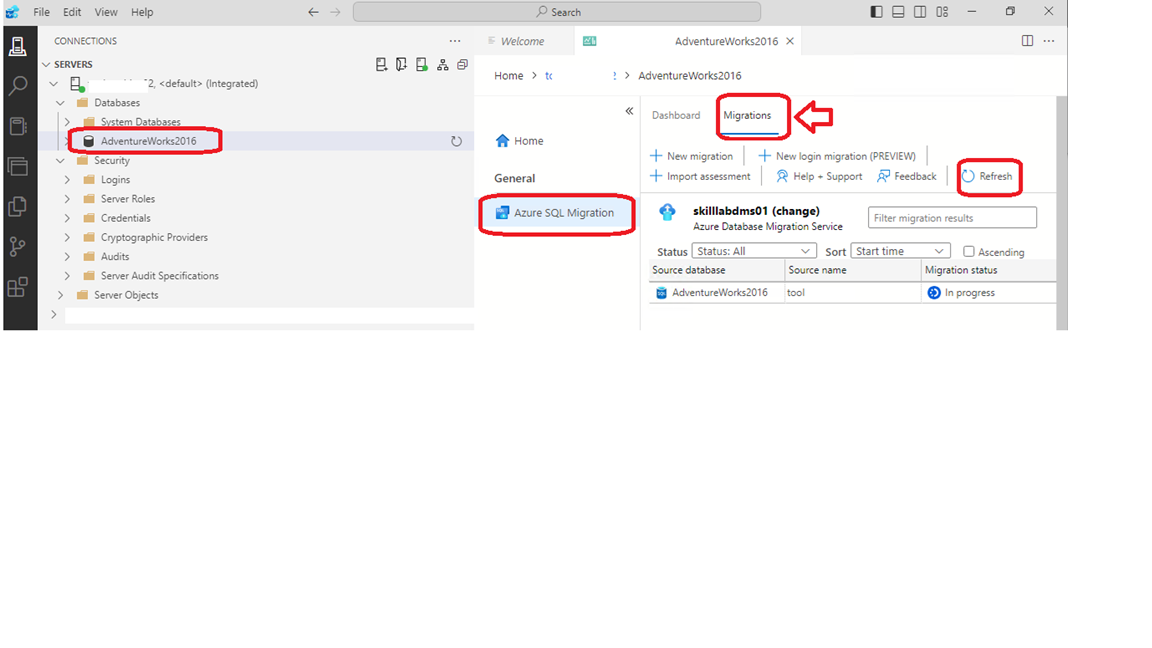 File Edit View Help
Search
CONNECTIONS
SERVERS
2, <default> (Integrated)
Databases
System Databases
AdventureWorks2016
Security
Logins
Server Roles
Credentials
Cryptographic Providers
Audits
Server Audit Specifications
Server Objects
Welcome
AdventureWorks2016
Home > > AdventureWorks2016
Home
General
Azure SQL Migration
Dashboard Migrations
New migration New login migration (PREVIEW)
Import assessment Help + Support Feedback Refresh
skilllabdms01 (change)
Azure Database Migration Service
Filter migration results
Status Status: All Sort Start time Ascending
Source database Source name Migration status
AdventureWorks2016 tool In progress